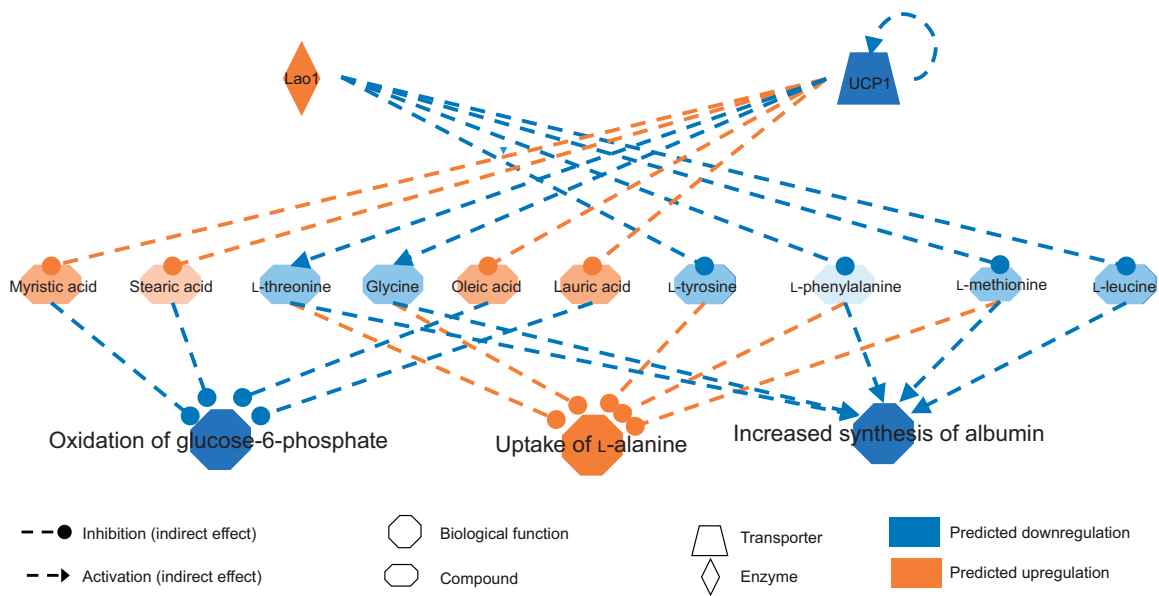 Lao1
UCP1
Myristic acid
Stearic acid
L-threonine
Glycine
Oleic acid
Lauric acid
L-tyrosine
L-phenylalanine
L-methionine
L-leucine
Oxidation of glucose-6-phosphate
Uptake of L-alanine
Increased synthesis of albumin
Inhibition (indirect effect)
Biological function
Transporter
Predicted downregulation
Activation (indirect effect)
Compound
Enzyme
Predicted upregulation